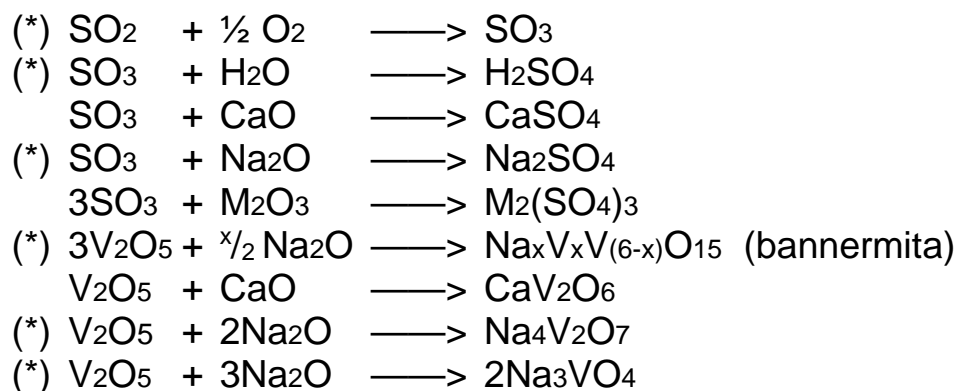 (*) SO2 + ½ O2 ——> SO3
(*) SO3 + H2O ——> H2SO4
SO3 + CaO ——> CaSO4
(*) SO3 + Na2O ——> Na2SO4
3SO3 + M2O3 ——> M2(SO4)3
(*) 3V2O5 + x/2 Na2O ——> NaxVxV(6-x)O15 (bannermita)
V2O5 + CaO ——> CaV2O6
(*) V2O5 + 2Na2O ——> Na4V2O7
(*) V2O5 + 3Na2O ——> 2Na3VO4